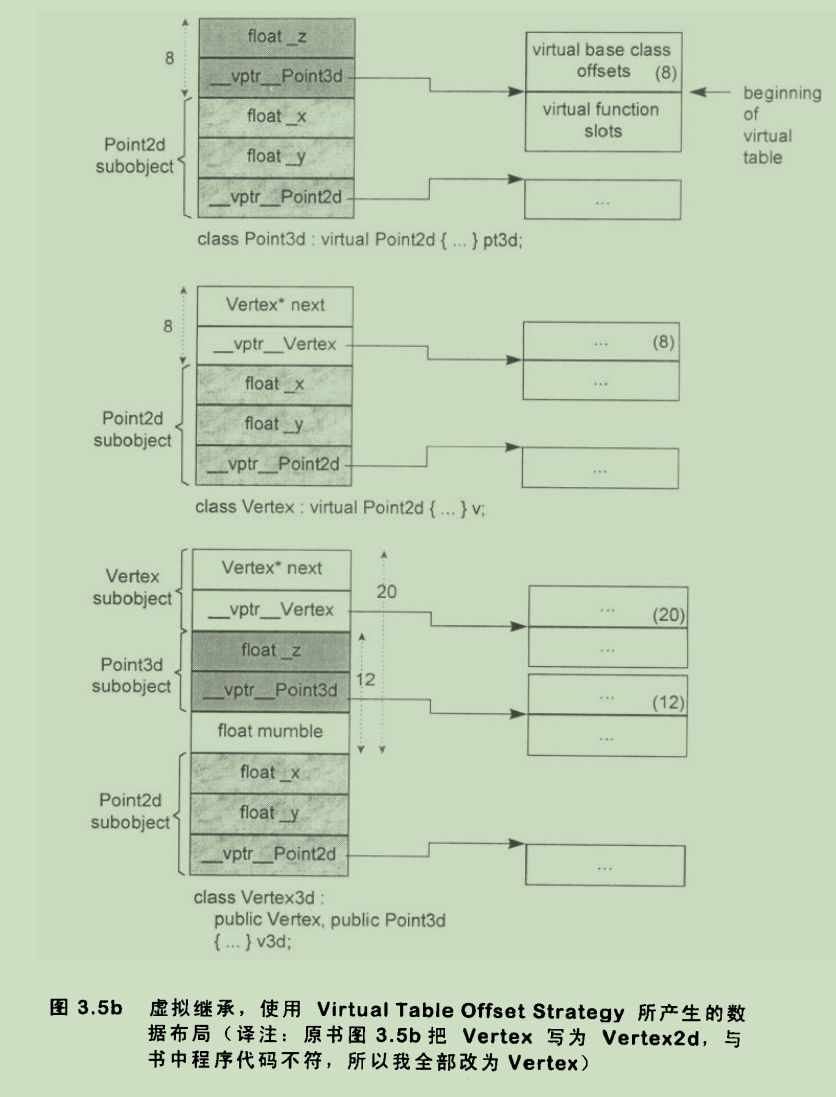 float _z
8
__vptr__Point3d
float _x
Point2d
subobject
float _y
__vptr__Point2d
virtual base class
offsets (8)
virtual function
slots
beginning
of
virtual
table
...
class Point3d : virtual Point2d { ... } pt3d;
Vertex* next
8
__vptr__Vertex
float _x
Point2d
subobject
float _y
__vptr__Point2d
... (8)
...
...
class Vertex : virtual Point2d { ... } v;
Vertex
subobject
Vertex* next
20
__vptr__Vertex
Point3d
subobject
float _z
12
__vptr__Point3d
float mumble
float _x
Point2d
subobject
float _y
__vptr__Point2d
... (20)
...
... (12)
...
...
class Vertex3d :
public Vertex, public Point3d
{ ... } v3d;
图 3.5b 虚拟继承，使用 Virtual Table Offset Strategy 所产生的数
据布局（译注：原书图 3.5b 把 Vertex 写为 Vertex2d，与
书中程序代码不符，所以我全部改为 Vertex）